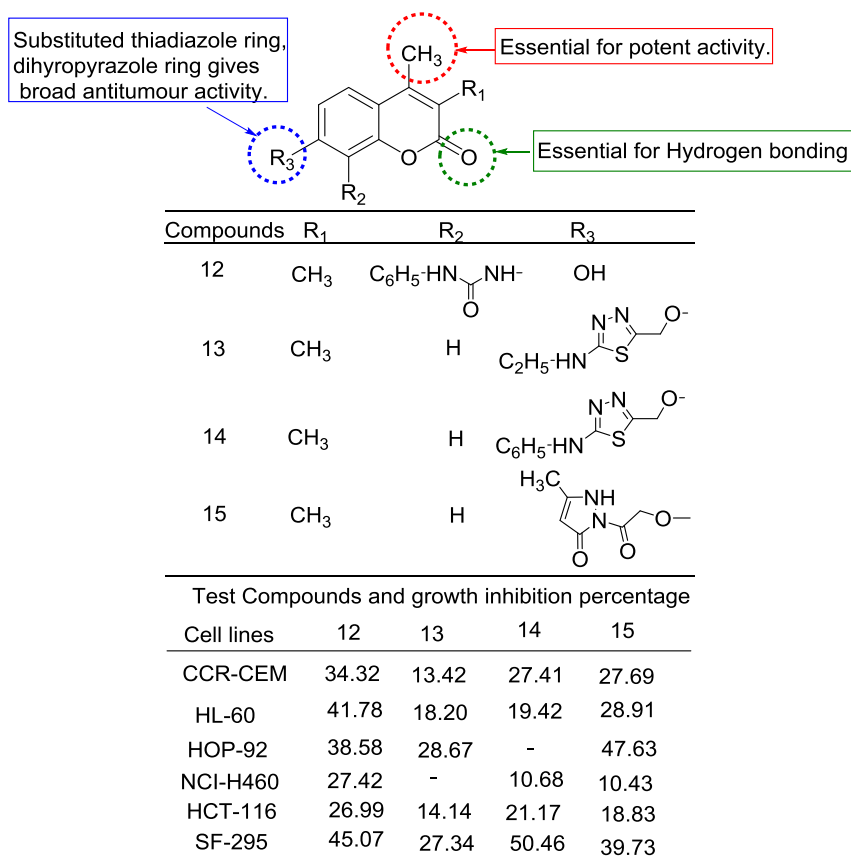 Substituted thiadiazole ring,
dihyropyrazole ring gives
broad antitumour activity.
CH3
Essential for potent activity.
R1
R3
O
O
Essential for Hydrogen bonding
R2
Compounds R1 R2 R3
12 CH3 C6H5-HN NH- OH
O
13 CH3 H C2H5-HN N N S O-
14 CH3 H C6H5-HN N N S O-
15 CH3 H H3C NH N O O O
Test Compounds and growth inhibition percentage
Cell lines 12 13 14 15
CCR-CEM 34.32 13.42 27.41 27.69
HL-60 41.78 18.20 19.42 28.91
HOP-92 38.58 28.67 - 47.63
NCI-H460 27.42 - 10.68 10.43
HCT-116 26.99 14.14 21.17 18.83
SF-295 45.07 27.34 50.46 39.73